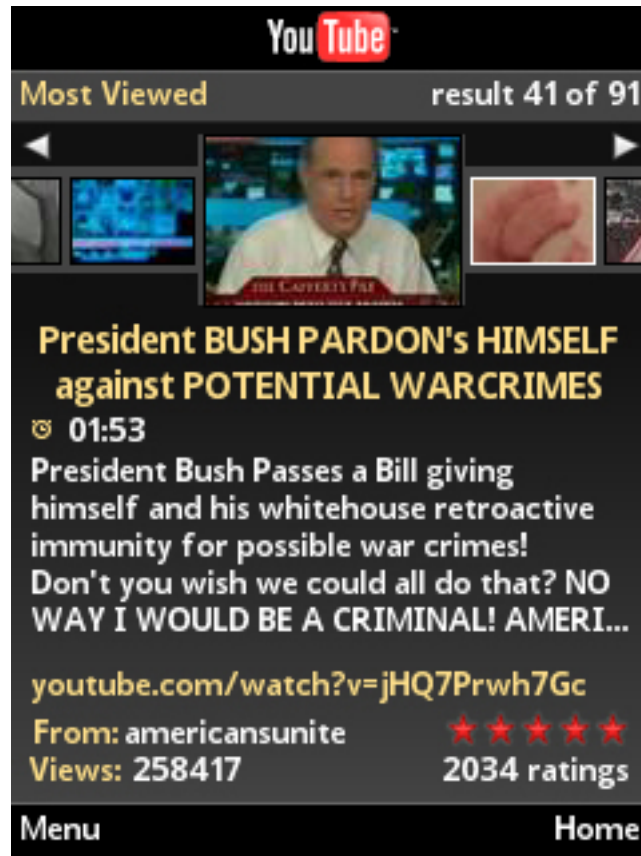 YouTube
Most Viewed result 41 of 91
THE CAFFERTY FILE
President BUSH PARDON's HIMSELF
against POTENTIAL WARCRIMES
01:53
President Bush Passes a Bill giving
himself and his whitehouse retroactive
immunity for possible war crimes!
Don't you wish we could all do that? NO
WAY I WOULD BE A CRIMINAL! AMERI...
youtube.com/watch?v=jHQ7Prwh7Gc
From: americansunite
Views: 258417 2034 ratings
Menu Home